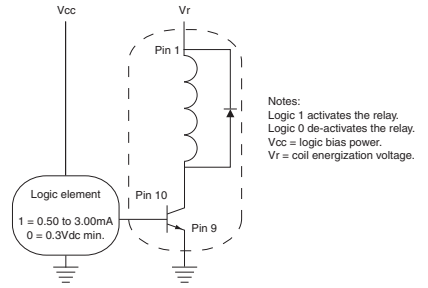 Vcc
Vr
Pin 1
Notes:
Logic 1 activates the relay.
Logic 0 de-activates the relay.
Vcc = logic bias power.
Vr = coil energization voltage.
Logic element
1 = 0.50 to 3.00mA
0 = 0.3Vdc min.
Pin 10
Pin 9